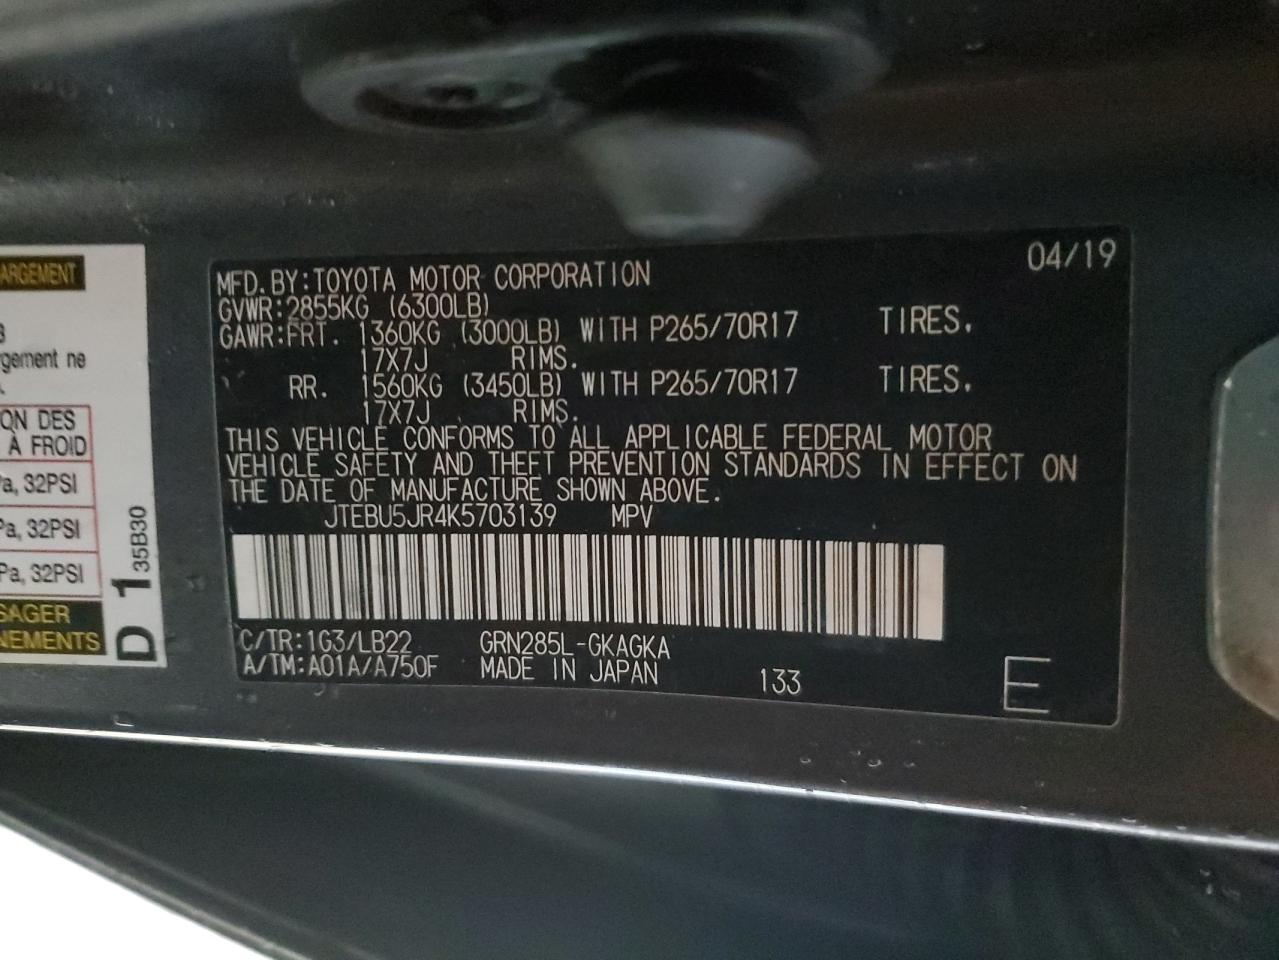 ARGEMENT
rgement ne
ON DES
À FROID
Pa, 32PSI
Pa, 32PSI
Pa, 32PSI
SAGER
NEMENTS
D 1 35B30
04/19
MFD.BY:TOYOTA MOTOR CORPORATION
GVWR:2855KG (6300LB)
GAWR:FRT. 1360KG (3000LB) WITH P265/70R17 TIRES.
17X7J RIMS.
RR. 1560KG (3450LB) WITH P265/70R17 TIRES.
17X7J RIMS.
THIS VEHICLE CONFORMS TO ALL APPLICABLE FEDERAL MOTOR
VEHICLE SAFETY AND THEFT PREVENTION STANDARDS IN EFFECT ON
THE DATE OF MANUFACTURE SHOWN ABOVE.
JTEBU5JR4K5703139 MPV
C/TR:1G3/LB22 GRN285L-GKAGKA
A/TM:A01A/A750F MADE IN JAPAN 133
E